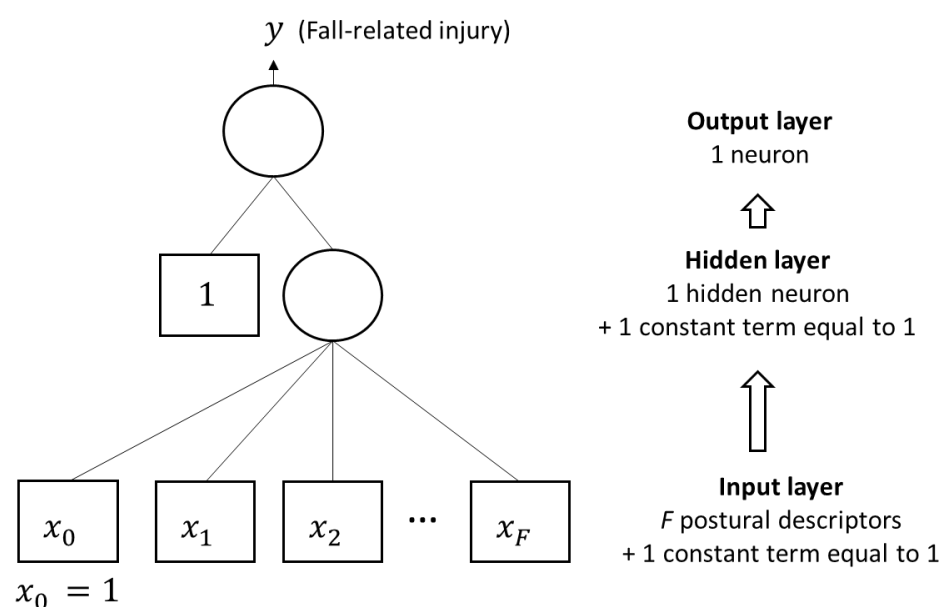 y (Fall-related injury)
Output layer
1 neuron
1
Hidden layer
1 hidden neuron
+ 1 constant term equal to 1
x₀ x₁ x₂ ... x_F
x₀ = 1
Input layer
F postural descriptors
+ 1 constant term equal to 1